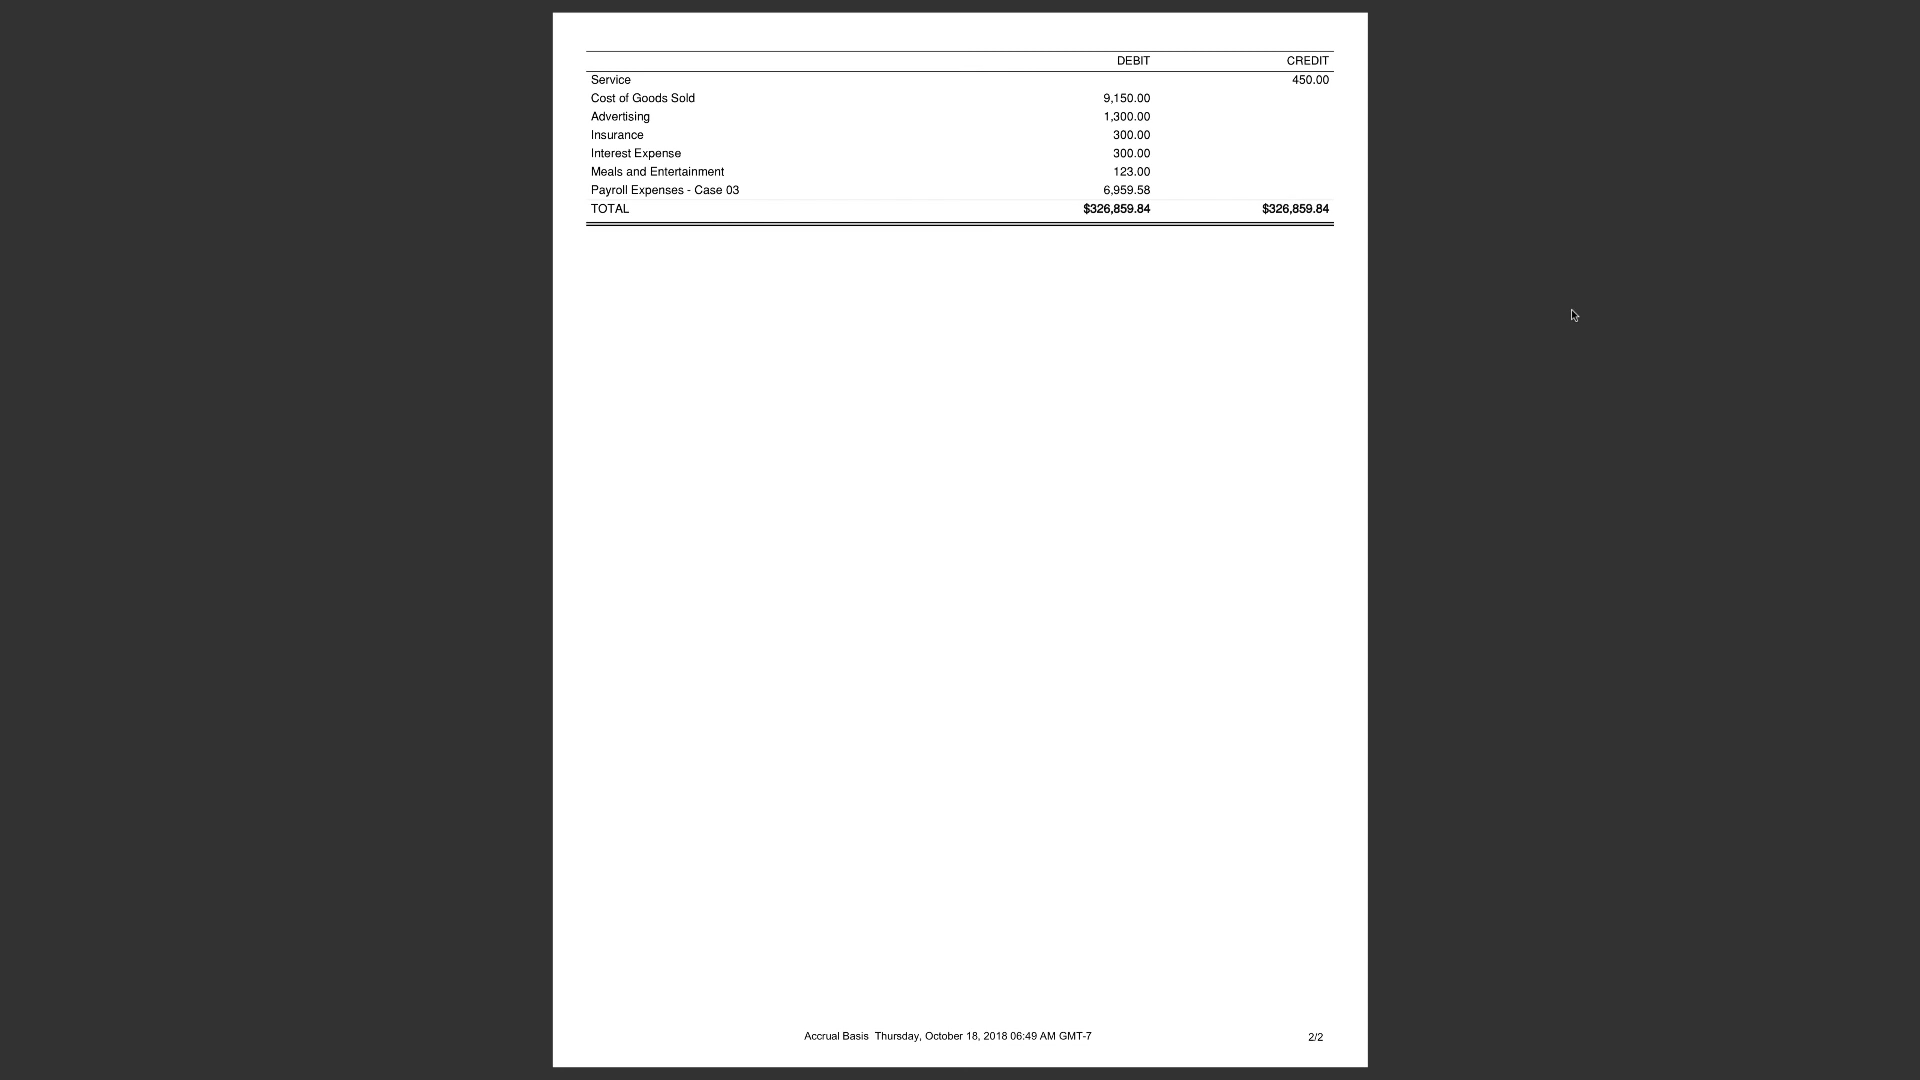 DEBIT CREDIT
Service 450.00
Cost of Goods Sold 9,150.00
Advertising 1,300.00
Insurance 300.00
Interest Expense 300.00
Meals and Entertainment 123.00
Payroll Expenses - Case 03 6,959.58
TOTAL $326,859.84 $326,859.84
Accrual Basis Thursday, October 18, 2018 06:49 AM GMT-7 2/2